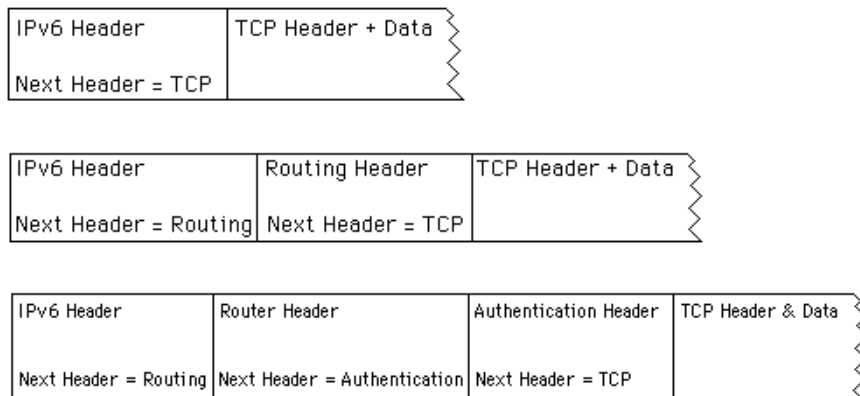 IPv6 Header TCP Header + Data
Next Header = TCP
IPv6 Header Routing Header TCP Header + Data
Next Header = Routing Next Header = TCP
IPv6 Header Router Header Authentication Header TCP Header & Data
Next Header = Routing Next Header = Authentication Next Header = TCP